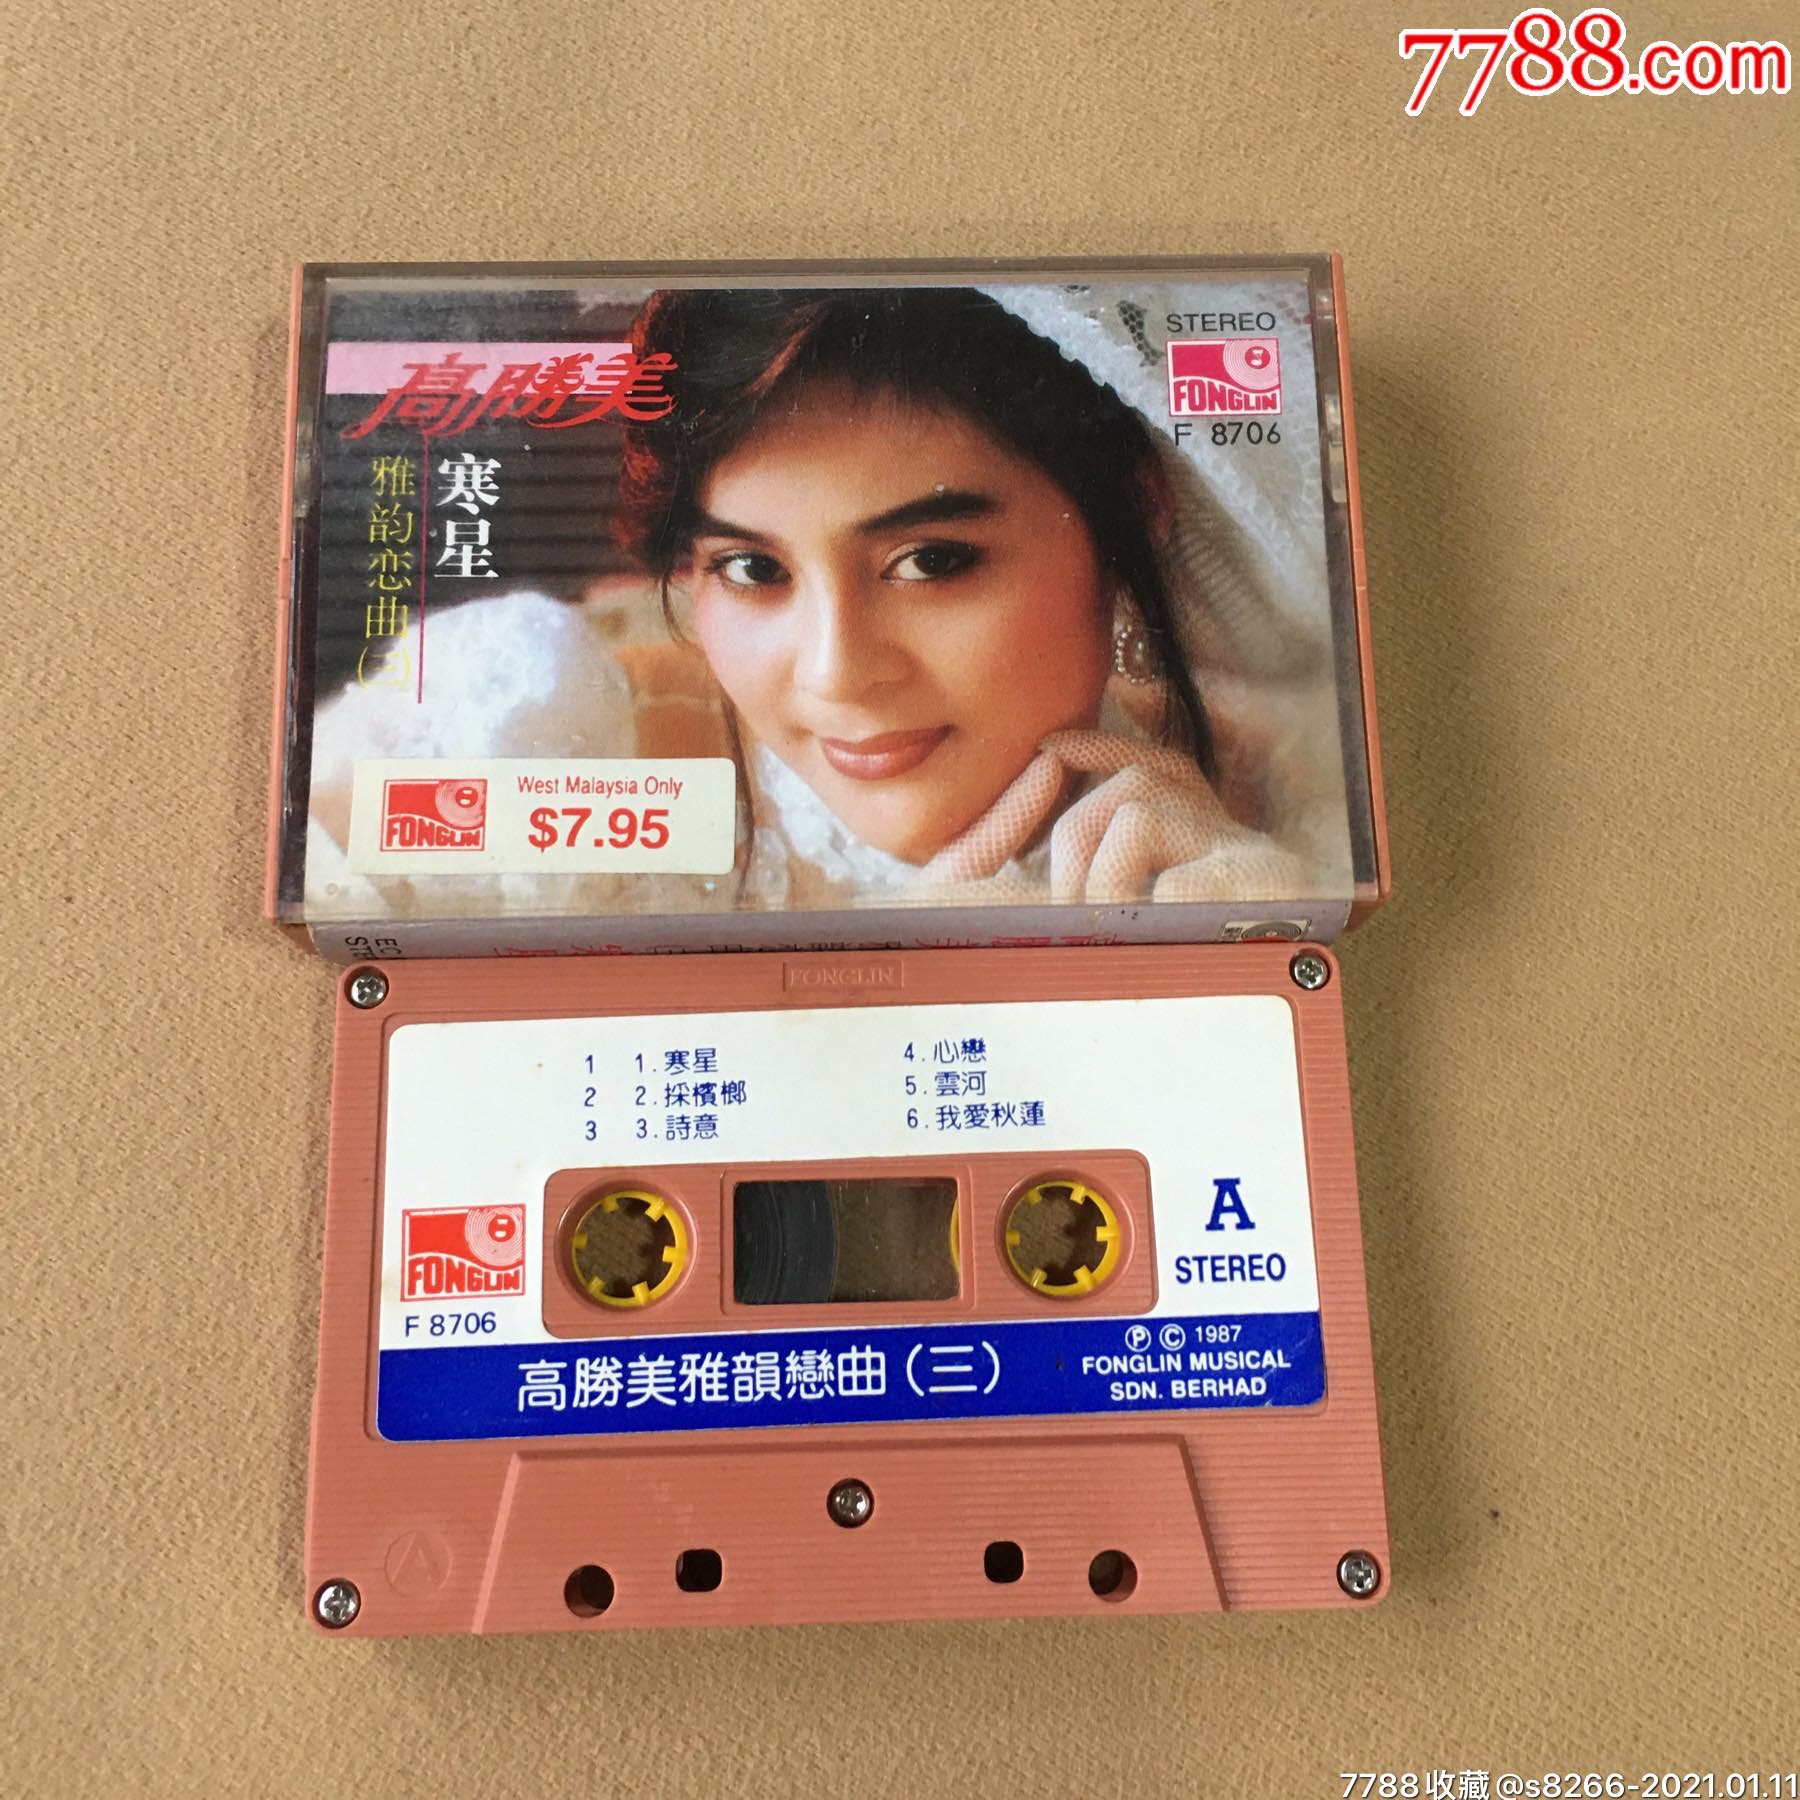 7788.com
STEREO
FONGLIN
F 8706
高勝美
寒星
雅韵恋曲(三)
FONGLIN
West Malaysia Only
$7.95
FONGLIN
1 1.寒星
2 2.採檳榔
3 3.詩意
4.心戀
5.雲河
6.我愛秋蓮
FONGLIN
F 8706
A
STEREO
高勝美雅韻戀曲(三)
Ⓟ © 1987
FONGLIN MUSICAL
SDN. BERHAD
7788收藏@s8266-2021.01.11